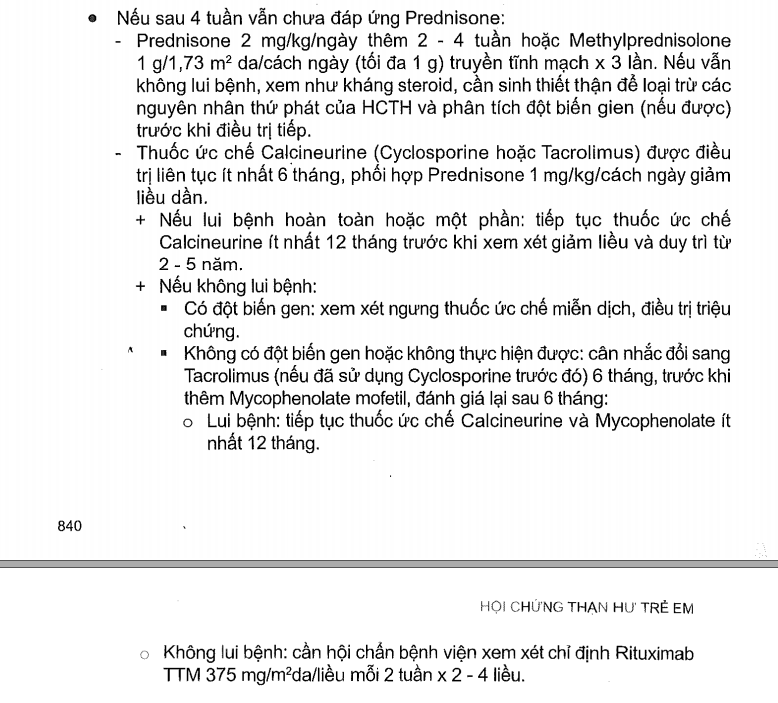 ● Nếu sau 4 tuần vẫn chưa đáp ứng Prednisone:
- Prednisone 2 mg/kg/ngày thêm 2 - 4 tuần hoặc Methylprednisolone
1 g/1,73 m² da/cách ngày (tối đa 1 g) truyền tĩnh mạch x 3 lần. Nếu vẫn
không lui bệnh, xem như kháng steroid, cần sinh thiết thận để loại trừ các
nguyên nhân thứ phát của HCTH và phân tích đột biến gien (nếu được)
trước khi điều trị tiếp.
- Thuốc ức chế Calcineurine (Cyclosporine hoặc Tacrolimus) được điều
trị liên tục ít nhất 6 tháng, phối hợp Prednisone 1 mg/kg/cách ngày giảm
liều dần.
+ Nếu lui bệnh hoàn toàn hoặc một phần: tiếp tục thuốc ức chế
Calcineurine ít nhất 12 tháng trước khi xem xét giảm liều và duy trì từ
2 - 5 năm.
+ Nếu không lui bệnh:
▪ Có đột biến gen: xem xét ngưng thuốc ức chế miễn dịch, điều trị triệu
chứng.
▪ Không có đột biến gen hoặc không thực hiện được: cân nhắc đổi sang
Tacrolimus (nếu đã sử dụng Cyclosporine trước đó) 6 tháng, trước khi
thêm Mycophenolate mofetil, đánh giá lại sau 6 tháng:
o Lui bệnh: tiếp tục thuốc ức chế Calcineurine và Mycophenolate ít
nhất 12 tháng.
840
HỘI CHỨNG THẬN HƯ TRẺ EM
o Không lui bệnh: cần hội chẩn bệnh viện xem xét chỉ định Rituximab
TTM 375 mg/m²da/liều mỗi 2 tuần x 2 - 4 liều.